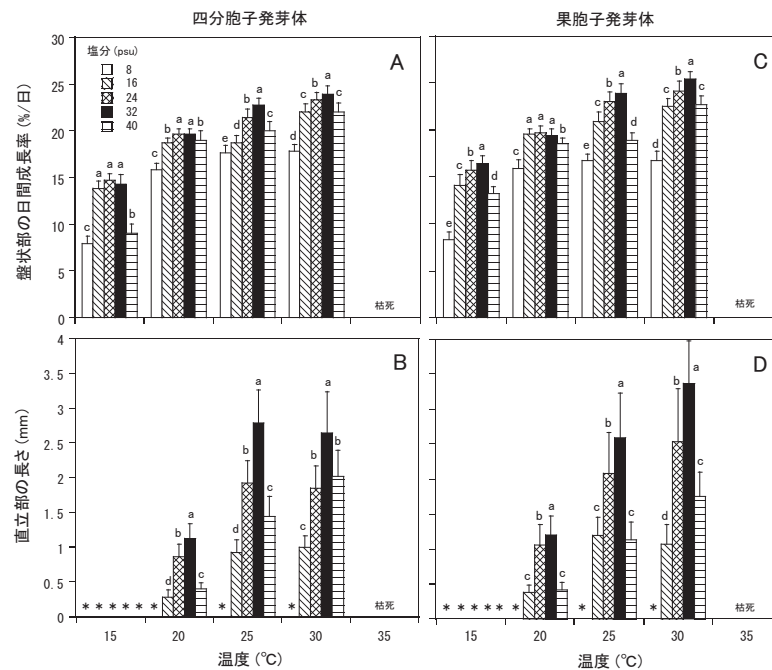 四分胞子発芽体
果胞子発芽体
塩分 (psu)
8
16
24
32
40
A
C
盤状部の日間成長率 (%/日)
30
25
20
15
10
5
0
c a a a b
c b a a b
e d b a c
d c b a c
枯死
e c b a d
c a a a b
e c b a d
d c b a c
枯死
B
D
直立部の長さ (mm)
4
3.5
3
2.5
2
1.5
1
0.5
0
* * * * *
* d b a c
* d b a c
* c b a b
枯死
* * * * *
* c b a c
* c b a c
* d b a c
枯死
15 20 25 30 35
15 20 25 30 35
温度 (℃)
温度 (℃)